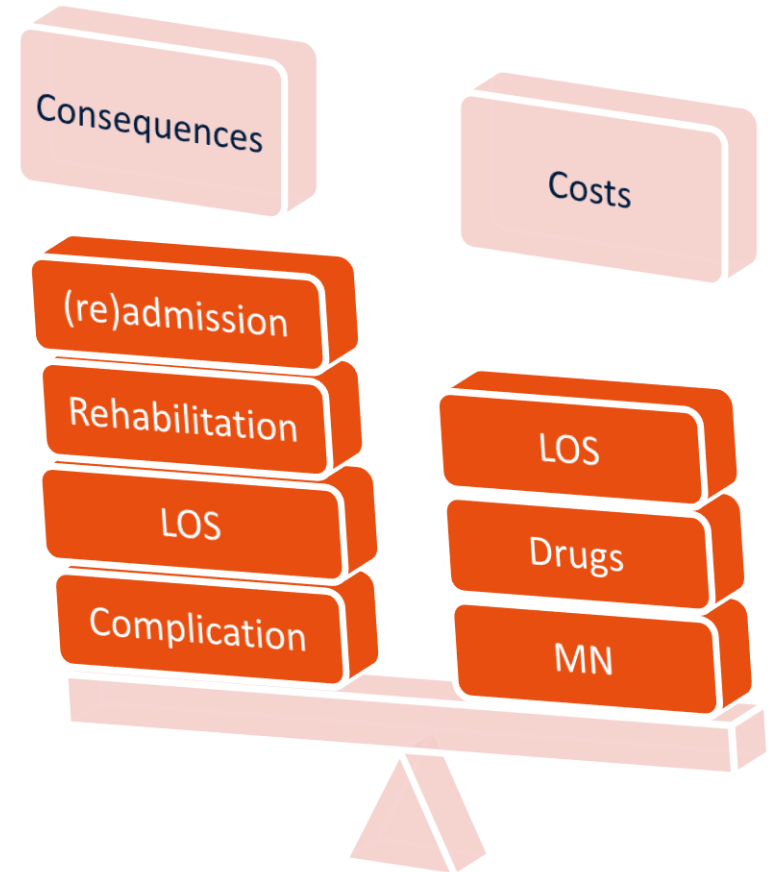 Consequences
(re)admission
Rehabilitation
LOS
Complication
Costs
LOS
Drugs
MN